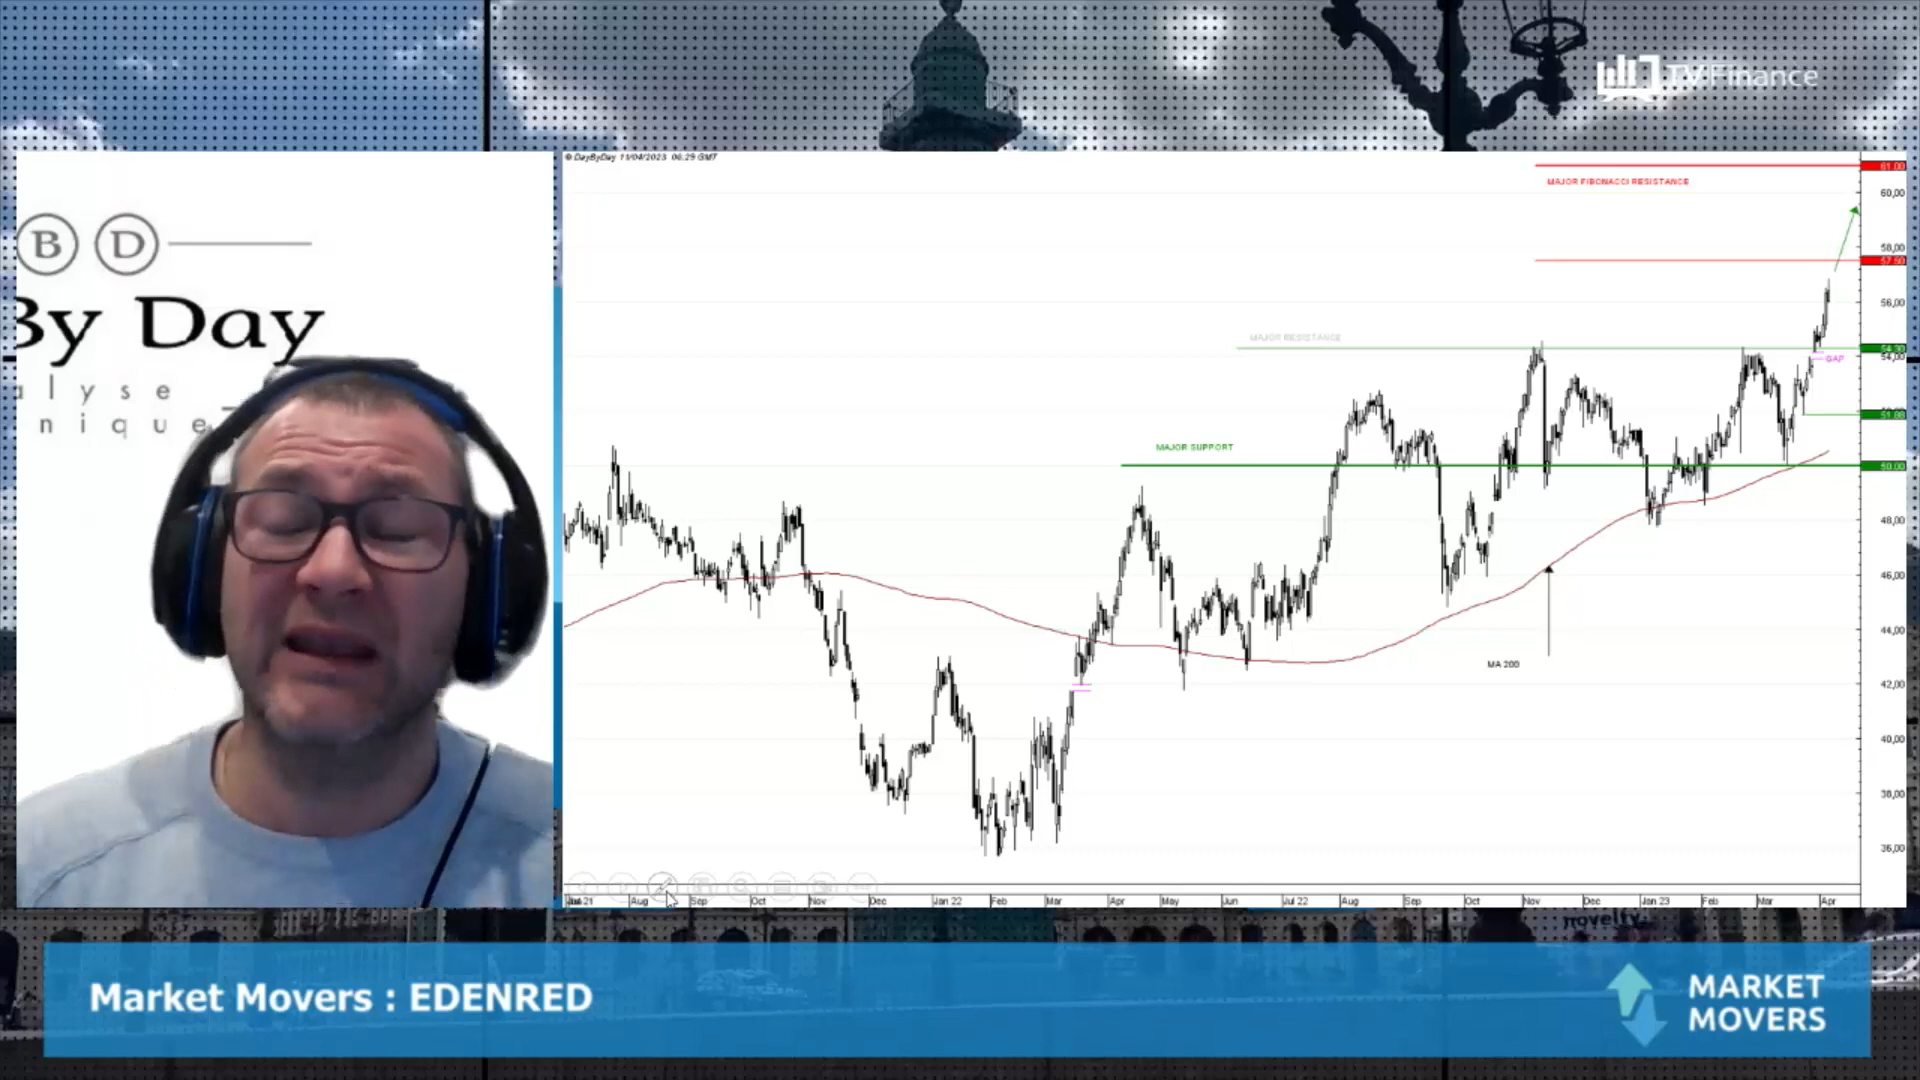 TV Finance
B D
By Day
alyse
nique
© DayByDay 11/04/2023 06:29 GMT
61,00
MAJOR FIBONACCI RESISTANCE
60,00
58,00
57,50
56,00
MAJOR RESISTANCE
54,30
54,00
GAP
51,88
MAJOR SUPPORT
50,00
48,00
46,00
44,00
MA 200
42,00
40,00
38,00
36,00
Aug Sep Oct Nov Dec Jan 22 Feb Mar Apr May Jun Jul 22 Aug Sep Oct Nov Dec Jan 23 Feb Mar Apr
novelty
Market Movers : EDENRED
MARKET
MOVERS